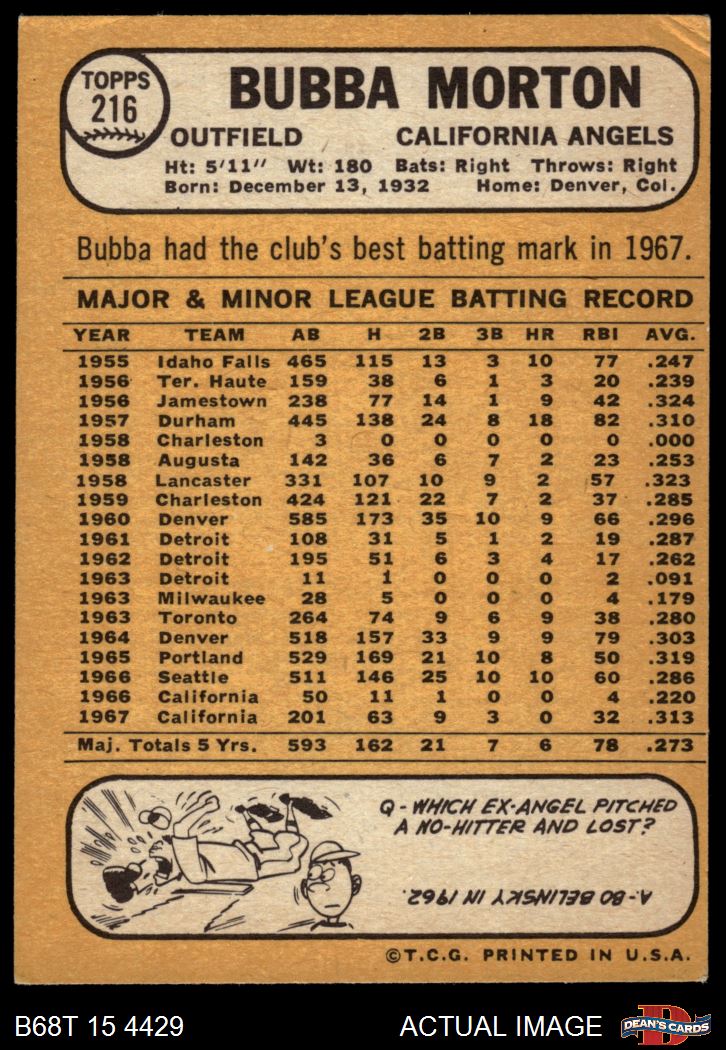 TOPPS
216
BUBBA MORTON
OUTFIELD CALIFORNIA ANGELS
Ht: 5'11" Wt: 180 Bats: Right Throws: Right
Born: December 13, 1932 Home: Denver, Col.
Bubba had the club's best batting mark in 1967.
MAJOR & MINOR LEAGUE BATTING RECORD
YEAR TEAM AB H 2B 3B HR RBI AVG.
1955 Idaho Falls 465 115 13 3 10 77 .247
1956 Ter. Haute 159 38 6 1 3 20 .239
1956 Jamestown 238 77 14 1 9 42 .324
1957 Durham 445 138 24 8 18 82 .310
1958 Charleston 3 0 0 0 0 0 .000
1958 Augusta 142 36 6 7 2 23 .253
1958 Lancaster 331 107 10 9 2 57 .323
1959 Charleston 424 121 22 7 2 37 .285
1960 Denver 585 173 35 10 9 66 .296
1961 Detroit 108 31 5 1 2 19 .287
1962 Detroit 195 51 6 3 4 17 .262
1963 Detroit 11 1 0 0 0 2 .091
1963 Milwaukee 28 5 0 0 0 4 .179
1963 Toronto 264 74 9 6 9 38 .280
1964 Denver 518 157 33 9 9 79 .303
1965 Portland 529 169 21 10 8 50 .319
1966 Seattle 511 146 25 10 10 60 .286
1966 California 50 11 1 0 0 4 .220
1967 California 201 63 9 3 0 32 .313
Maj. Totals 5 Yrs. 593 162 21 7 6 78 .273
Q - WHICH EX-ANGEL PITCHED
A NO-HITTER AND LOST?
A - BO BELINSKY IN 1962.
©T.C.G. PRINTED IN U.S.A.
B68T 15 4429 ACTUAL IMAGE
D
DEAN'S CARDS